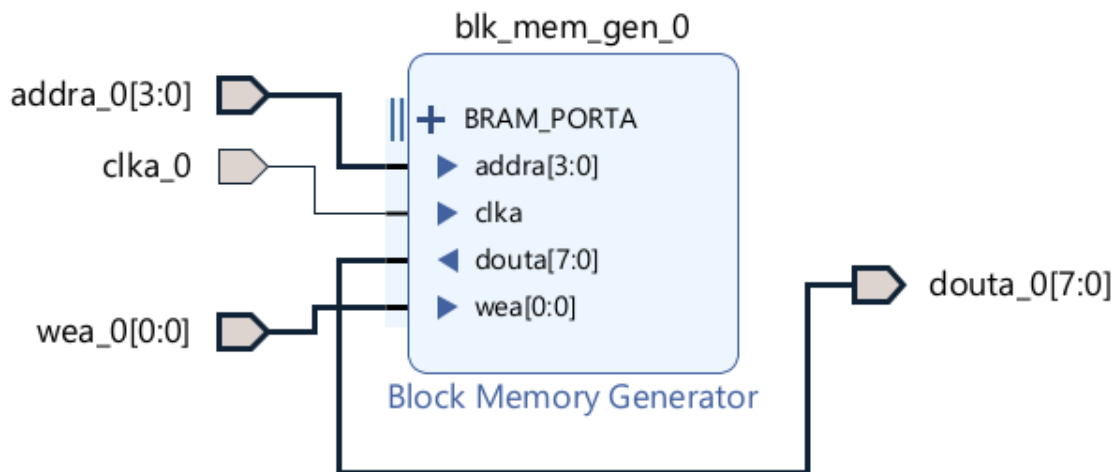 blk_mem_gen_0
addra_0[3:0]
BRAM_PORTA
clka_0
addra[3:0]
clka
douta[7:0]
douta_0[7:0]
wea[0:0]
wea_0[0:0]
Block Memory Generator